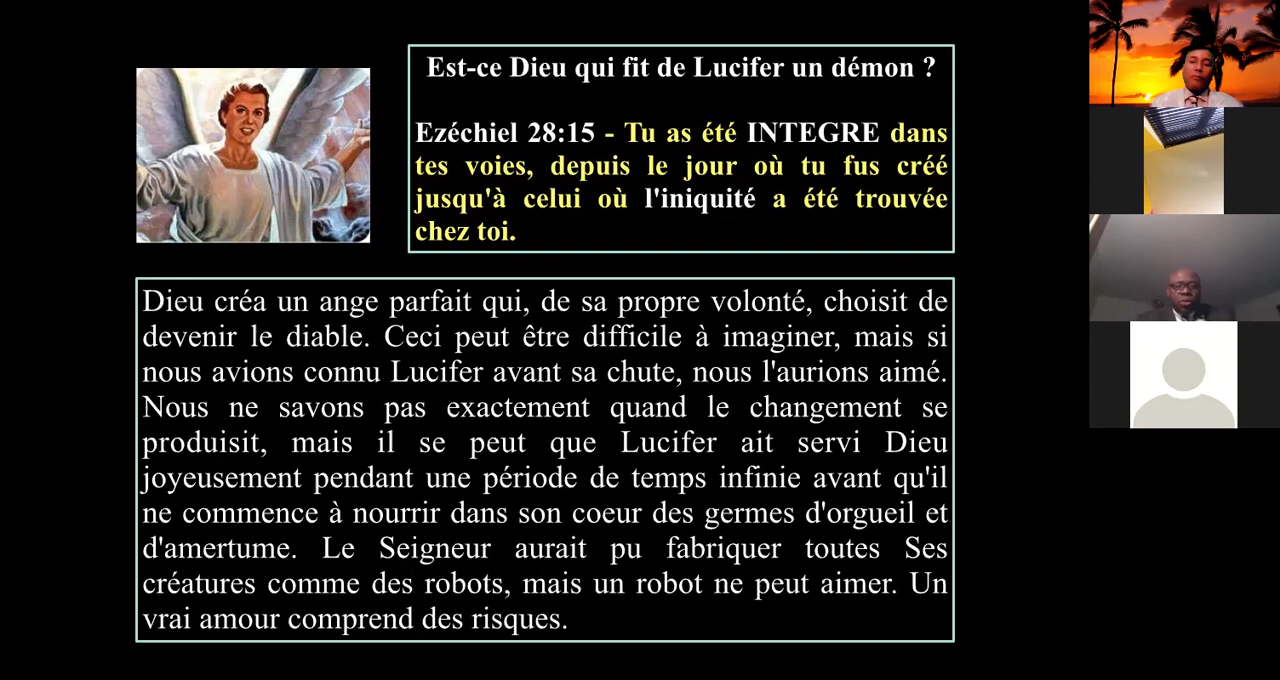 Est-ce Dieu qui fit de Lucifer un démon ?
Ezéchiel 28:15 - Tu as été INTEGRE dans
tes voies, depuis le jour où tu fus créé
jusqu'à celui où l'iniquité a été trouvée
chez toi.
Dieu créa un ange parfait qui, de sa propre volonté, choisit de
devenir le diable. Ceci peut être difficile à imaginer, mais si
nous avions connu Lucifer avant sa chute, nous l'aurions aimé.
Nous ne savons pas exactement quand le changement se
produisit, mais il se peut que Lucifer ait servi Dieu
joyeusement pendant une période de temps infinie avant qu'il
ne commence à nourrir dans son coeur des germes d'orgueil et
d'amertume. Le Seigneur aurait pu fabriquer toutes Ses
créatures comme des robots, mais un robot ne peut aimer. Un
vrai amour comprend des risques.